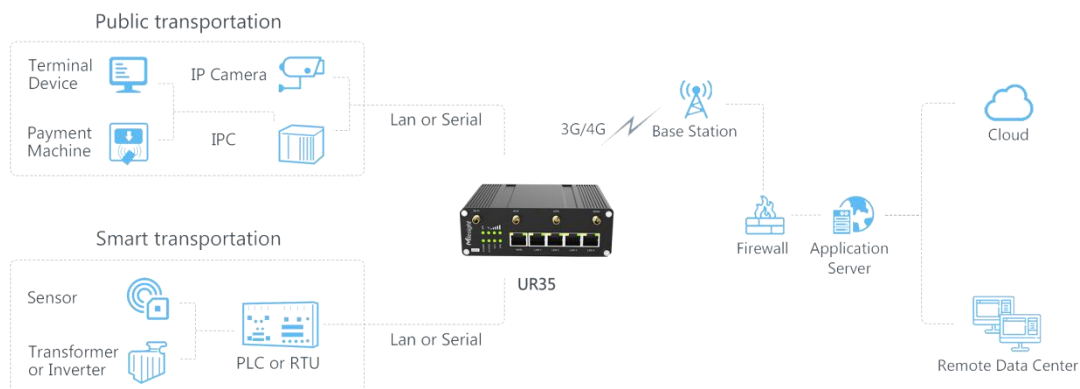 Public transportation
Terminal
Device
IP Camera
Payment
Machine
IPC
Lan or Serial
3G/4G
Base Station
Cloud
Milesight
UR35
Firewall
Application
Server
Smart transportation
Sensor
Transformer
or Inverter
PLC or RTU
Lan or Serial
Remote Data Center